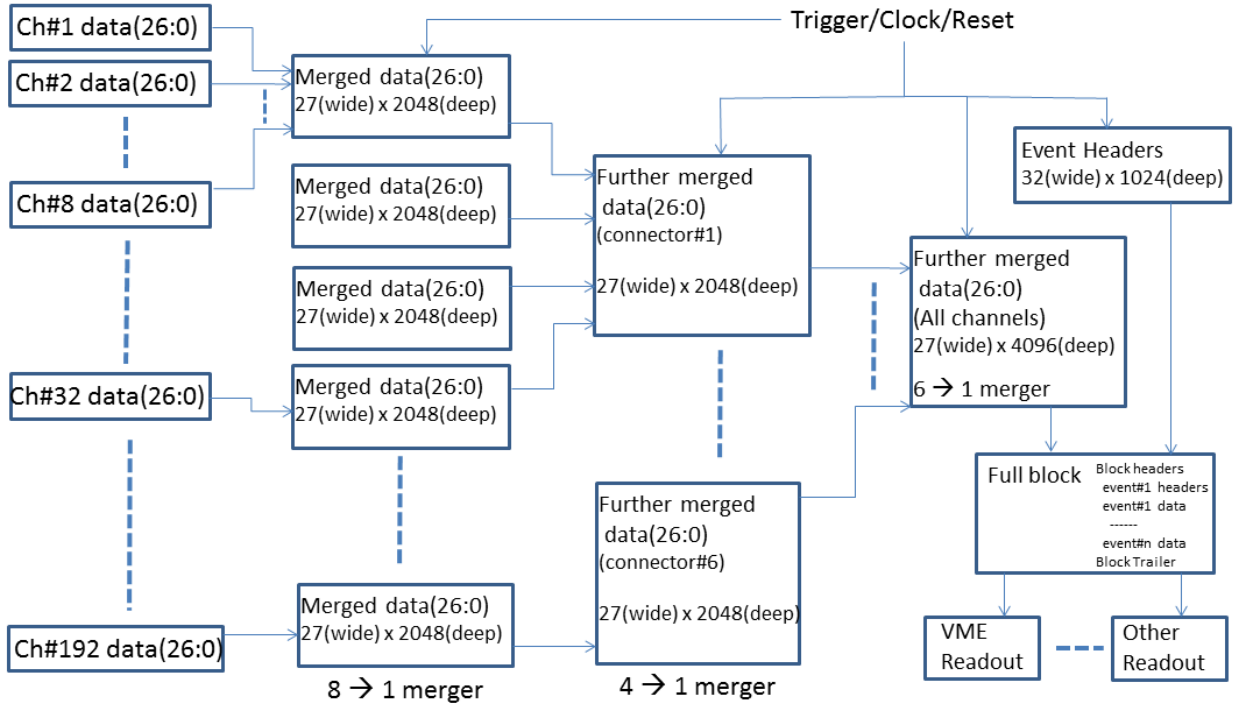 Ch#1 data(26:0)
Ch#2 data(26:0)
Ch#8 data(26:0)
Ch#32 data(26:0)
Ch#192 data(26:0)
Trigger/Clock/Reset
Merged data(26:0)
27(wide) x 2048(deep)
Merged data(26:0)
27(wide) x 2048(deep)
Merged data(26:0)
27(wide) x 2048(deep)
Merged data(26:0)
27(wide) x 2048(deep)
Merged data(26:0)
27(wide) x 2048(deep)
8 → 1 merger
Further merged
data(26:0)
(connector#1)
27(wide) x 2048(deep)
Further merged
data(26:0)
(connector#6)
27(wide) x 2048(deep)
4 → 1 merger
Event Headers
32(wide) x 1024(deep)
Further merged
data(26:0)
(All channels)
27(wide) x 4096(deep)
6 → 1 merger
Full block
Block headers
event#1 headers
event#1 data
------
event#n data
Block Trailer
VME
Readout
Other
Readout